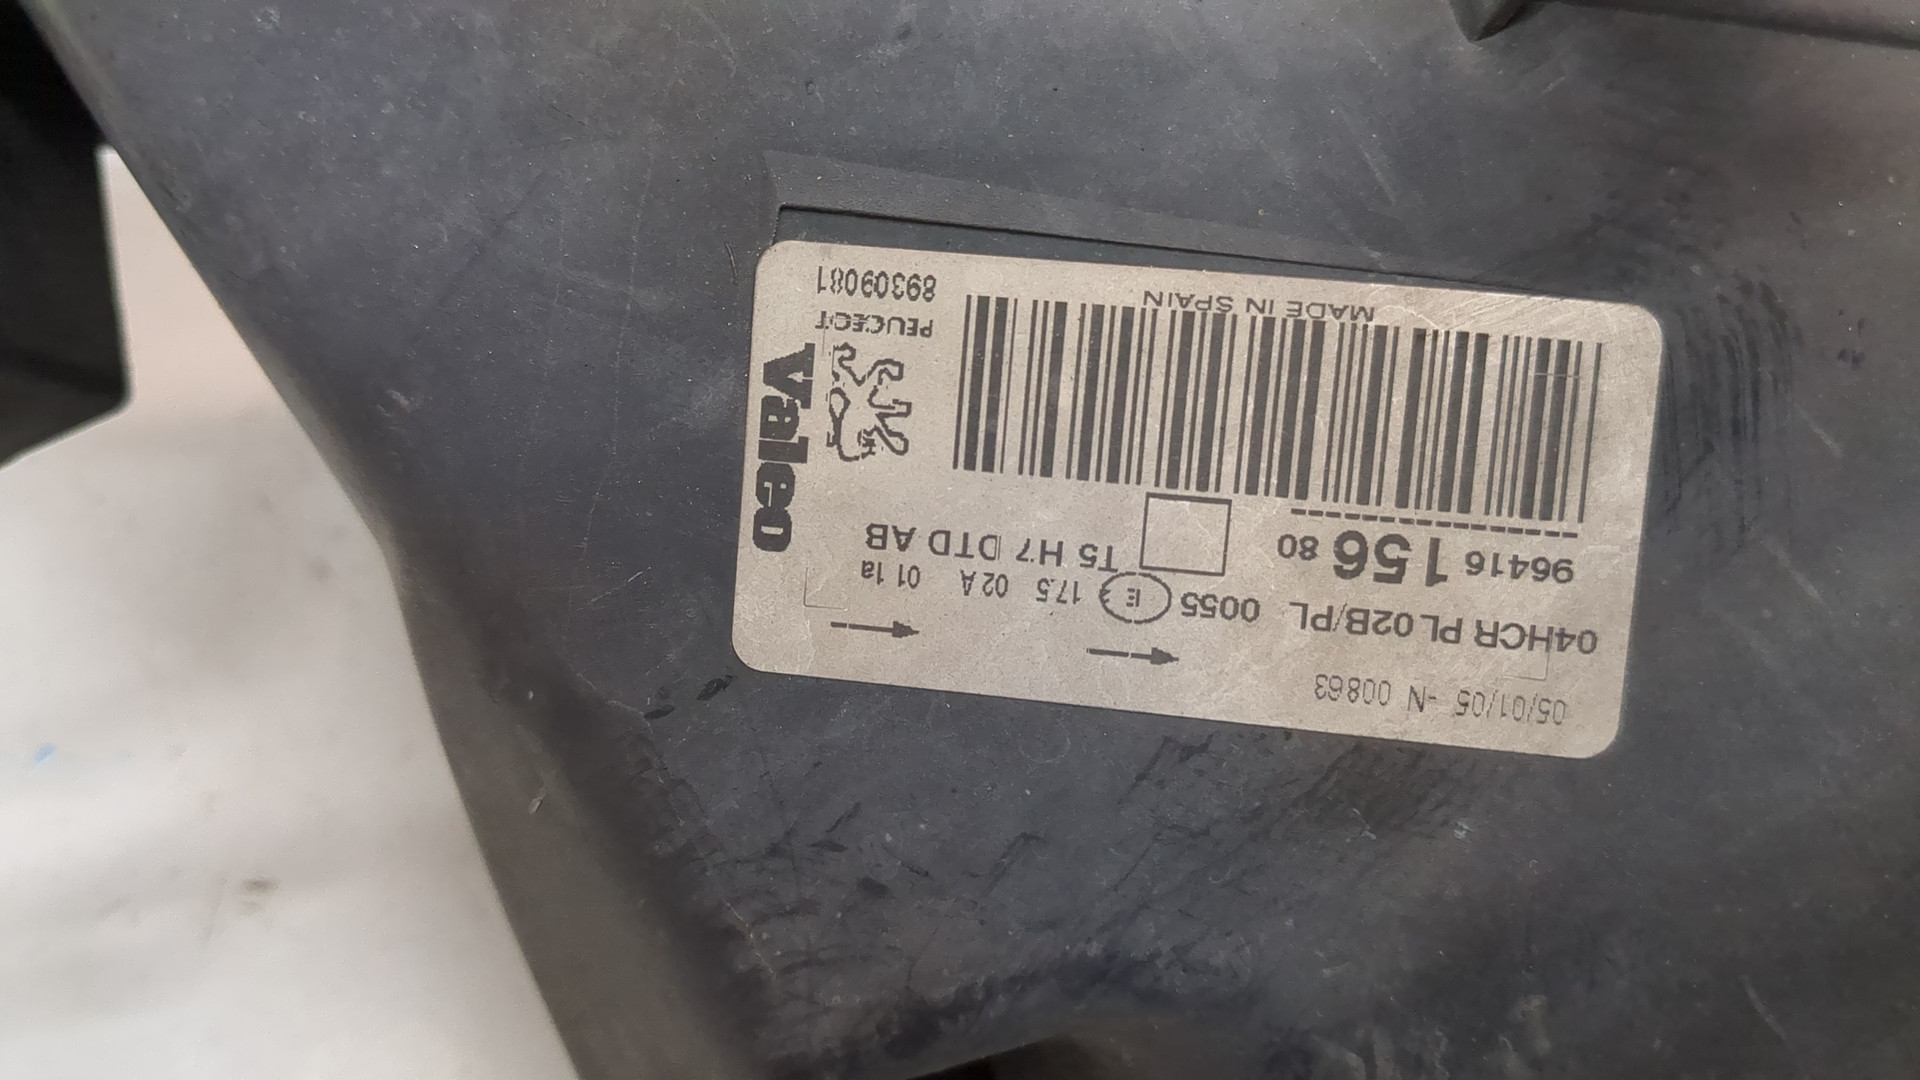 05/01/05 -N 00863
04HCR PL 02B/PL 0055 E 3 17.5 02A 01 1a
96416 156 80 T5 H7 DTD AB
Valeo
PEUGEOT
89309081
MADE IN SPAIN